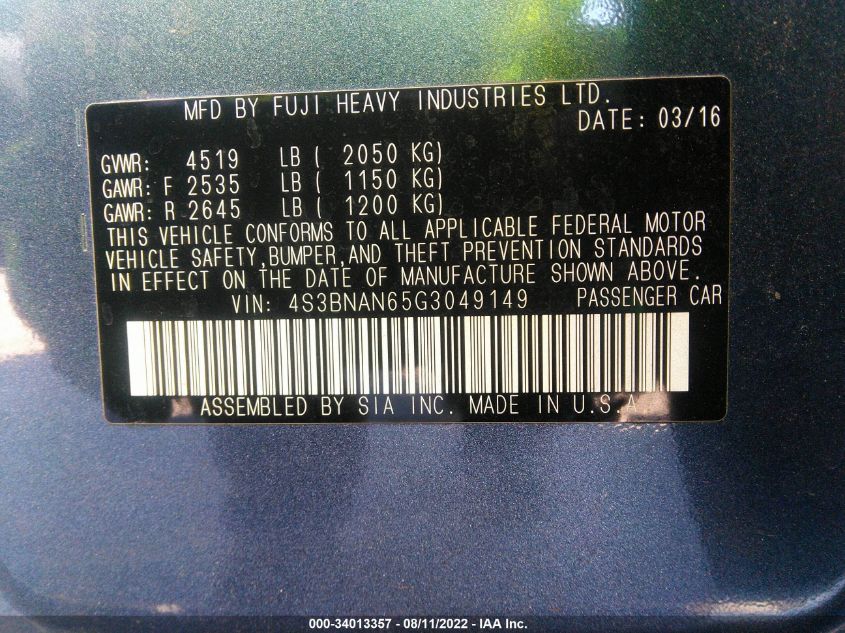 MFD BY FUJI HEAVY INDUSTRIES LTD.
DATE: 03/16
GVWR: 4519 LB ( 2050 KG)
GAWR: F 2535 LB ( 1150 KG)
GAWR: R 2645 LB ( 1200 KG)
THIS VEHICLE CONFORMS TO ALL APPLICABLE FEDERAL MOTOR
VEHICLE SAFETY,BUMPER,AND THEFT PREVENTION STANDARDS
IN EFFECT ON THE DATE OF MANUFACTURE SHOWN ABOVE.
VIN: 4S3BNAN65G3049149 PASSENGER CAR
ASSEMBLED BY SIA INC. MADE IN U.S.A
000-34013357 - 08/11/2022 - IAA Inc.